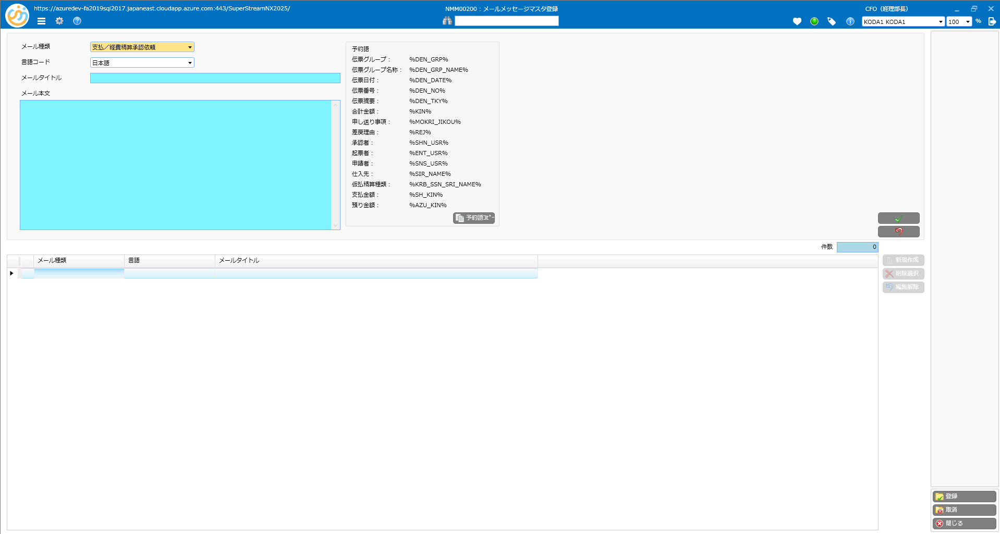 https://azuredev-fa2019sql2017.japaneast.cloudapp.azure.com:443/SuperStreamNX2025/
NMM00200：メールメッセージマスタ登録
CFO（経理部長）
KODA1 KODA1
100
%
メール種類
支払／経費精算承認依頼
言語コード
日本語
メールタイトル
メール本文
予約語
伝票グループ： %DEN_GRP%
伝票グループ名称： %DEN_GRP_NAME%
伝票日付： %DEN_DATE%
伝票番号： %DEN_NO%
伝票摘要： %DEN_TKY%
合計金額： %KIN%
申し送り事項： %MOKRI_JIKOU%
差戻理由： %REJ%
承認者： %SHN_USR%
起票者： %ENT_USR%
申請者： %SNS_USR%
仕入先： %SIR_NAME%
仮払精算種類： %KRB_SSN_SRI_NAME%
支払金額： %SH_KIN%
預り金額： %AZU_KIN%
予約語ｺﾋﾟｰ
件数 0
メール種類 言語 メールタイトル
新規作成
削除選択
編集解除
登録
取消
閉じる